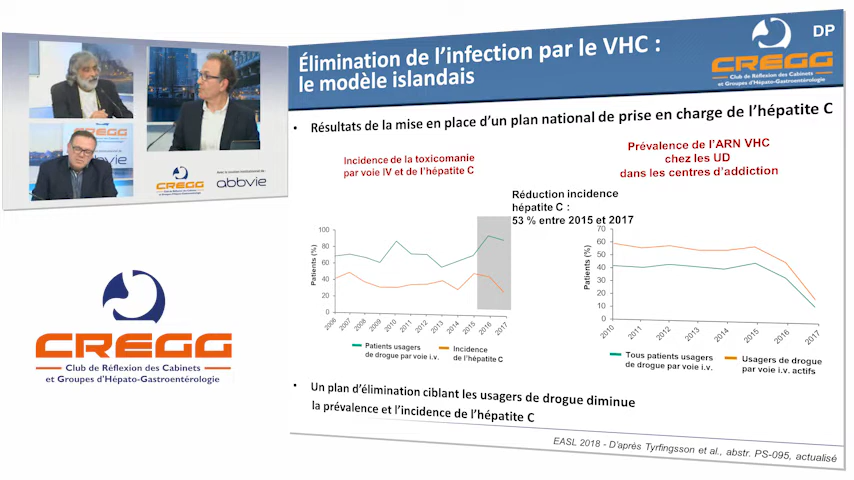 Élimination de l'infection par le VHC :
le modèle islandais
DP
CREGG
Club de Réflexion des Cabinets
et Groupes d'Hépato-Gastroentérologie
• Résultats de la mise en place d'un plan national de prise en charge de l'hépatite C
Incidence de la toxicomanie
par voie IV et de l'hépatite C
Prévalence de l'ARN VHC
chez les UD
dans les centres d'addiction
Réduction incidence
hépatite C :
53 % entre 2015 et 2017
Patients (%)
100
80
60
40
20
0
2006 2007 2008 2009 2010 2011 2012 2013 2014 2015 2016 2017
Patients usagers
de drogue par voie i.v.
Incidence
de l'hépatite C
Patients (%)
70
60
50
40
30
20
10
0
2010 2011 2012 2013 2014 2015 2016 2017
Tous patients usagers
de drogue par voie i.v.
Usagers de drogue
par voie i.v. actifs
• Un plan d'élimination ciblant les usagers de drogue diminue
la prévalence et l'incidence de l'hépatite C
EASL 2018 - D'après Tyrfingsson et al., abstr. PS-095, actualisé
CREGG
abbvie
CREGG
abbvie
CREGG
Club de Réflexion des Cabinets
et Groupes d'Hépato-Gastroentérologie